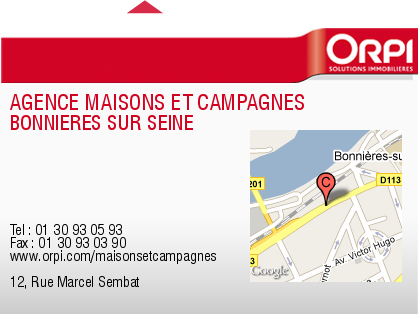 ORPI
SOLUTIONS IMMOBILIÈRES
AGENCE MAISONS ET CAMPAGNES
BONNIERES SUR SEINE
Bonnières-su
D113
201
C
Av. Victor Hugo
Google
Tel : 01 30 93 05 93
Fax : 01 30 93 03 90
www.orpi.com/maisonsetcampagnes
12, Rue Marcel Sembat